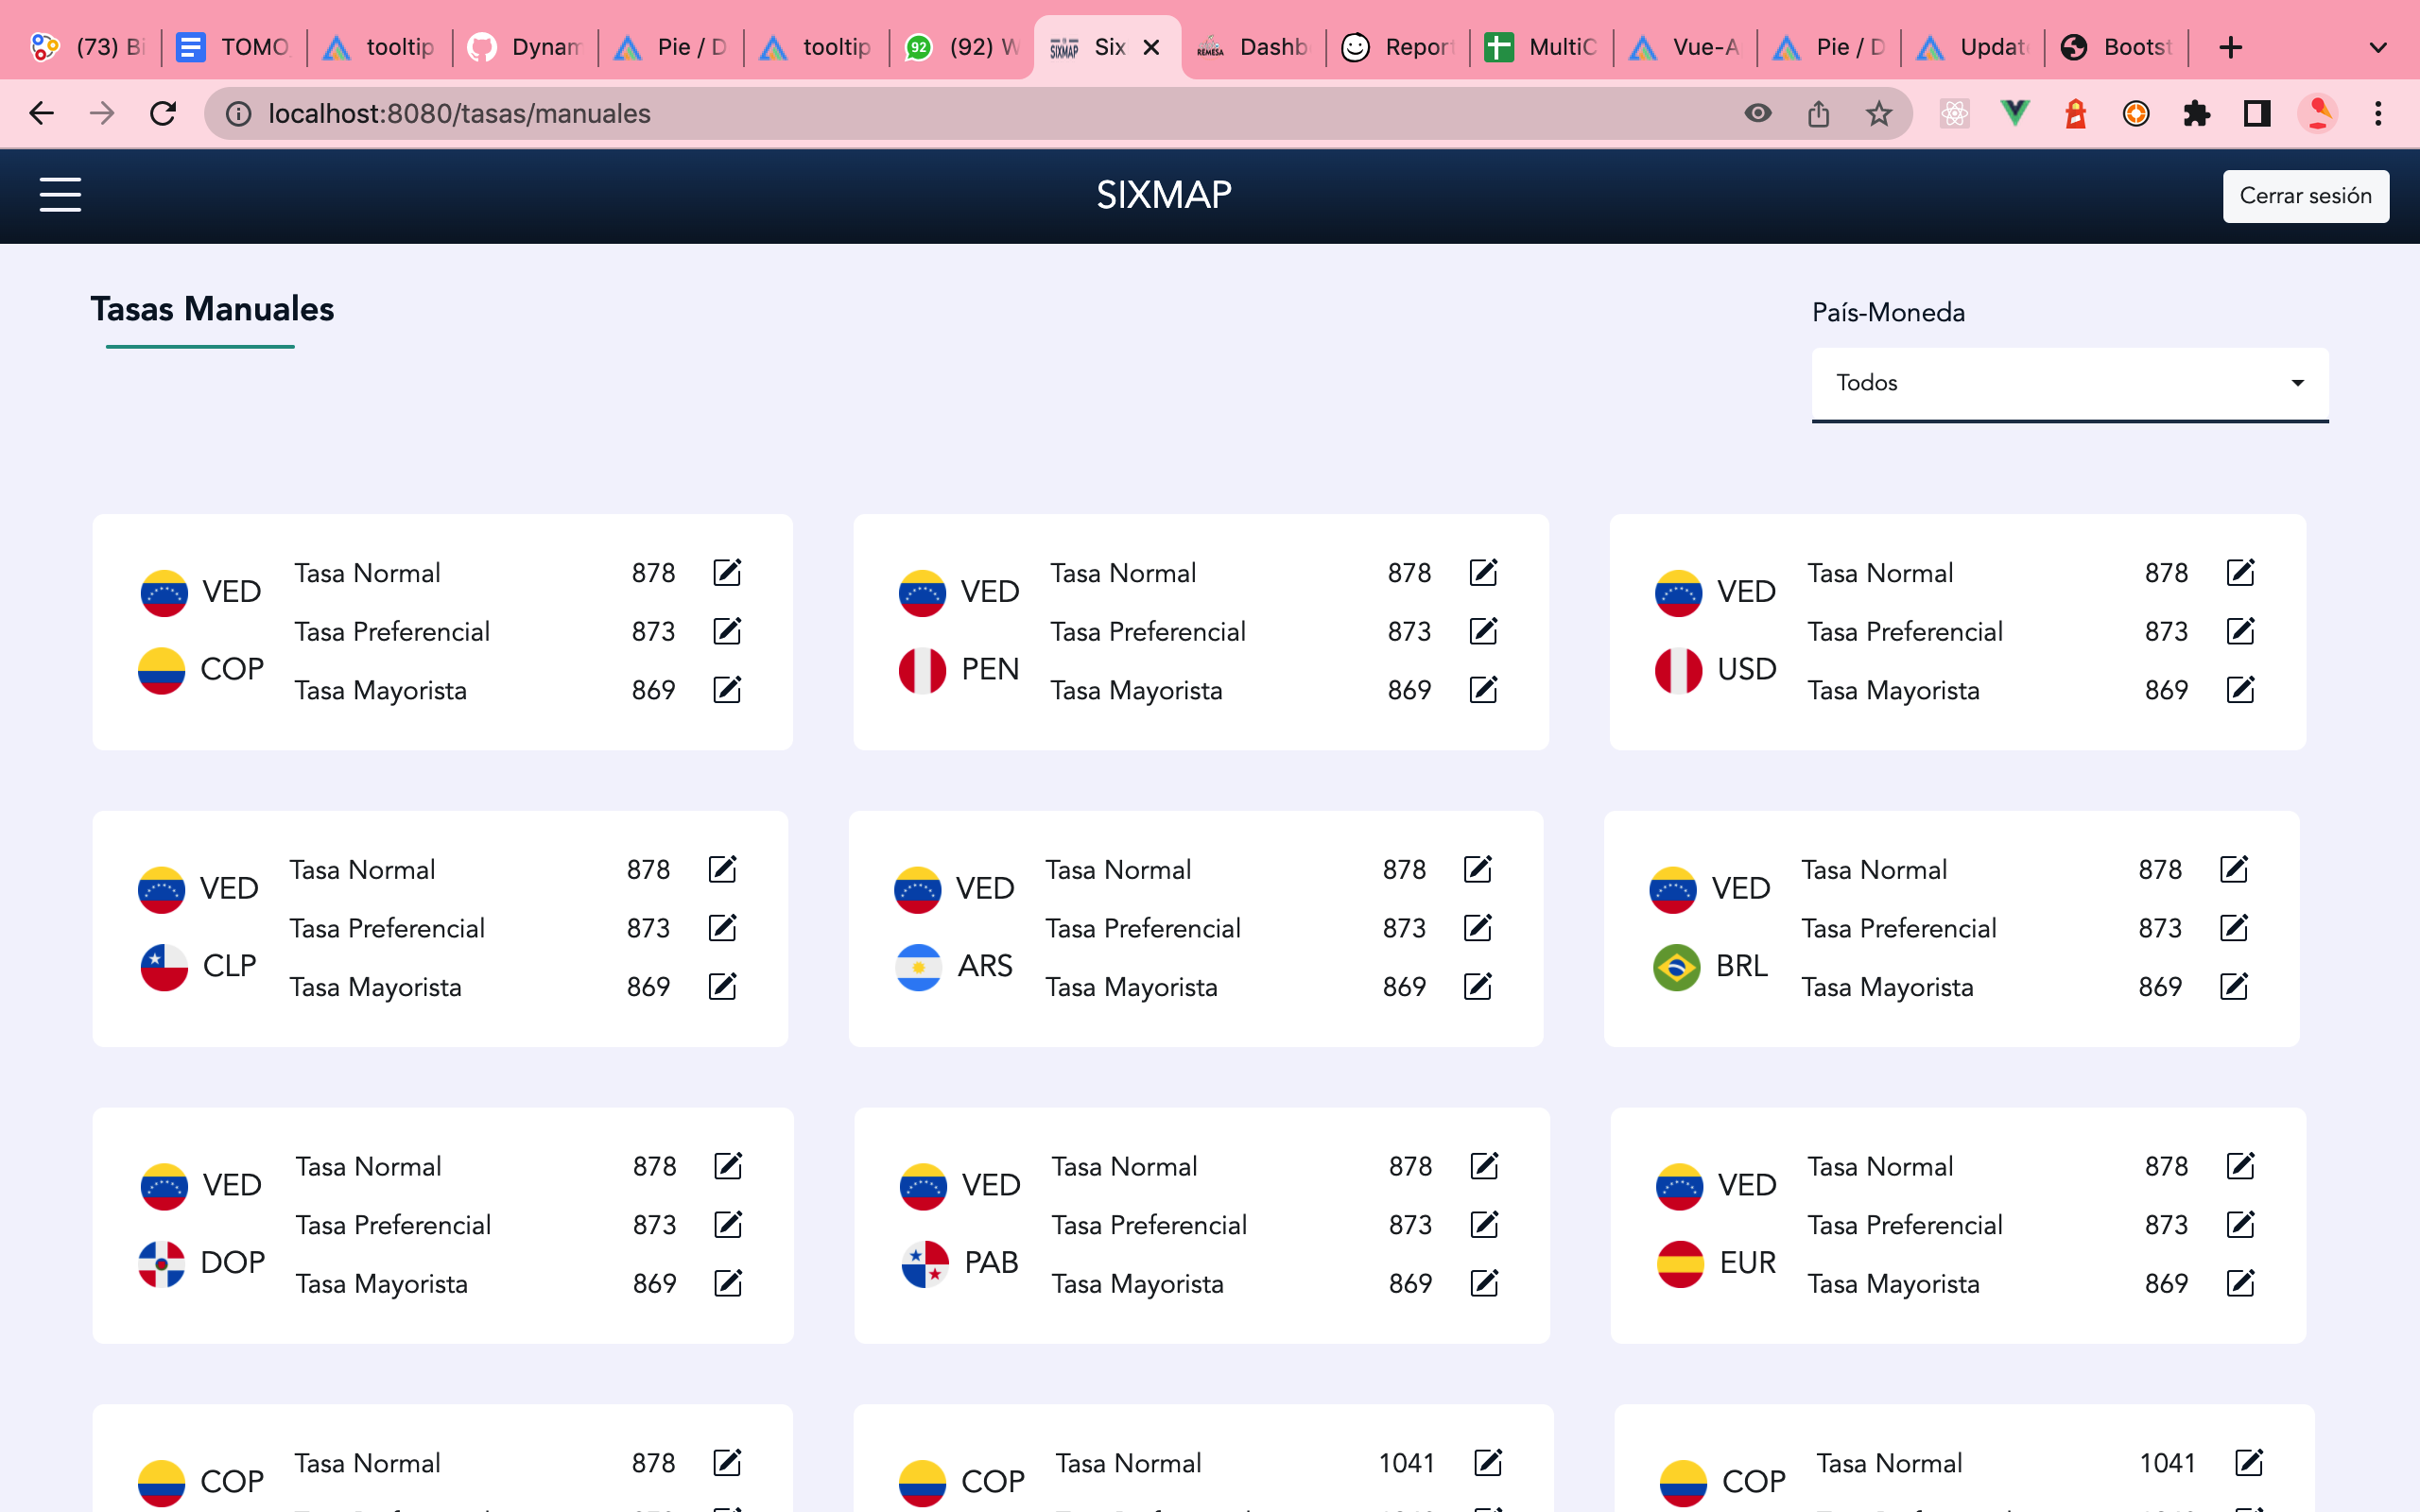 (73) Bi TOMO tooltip Dynam Pie / D tooltip (92) W Six Dashb Report MultiC Vue-A Pie / D Updat Bootst
localhost:8080/tasas/manuales
SIXMAP
Cerrar sesión
Tasas Manuales
País-Moneda
Todos
VED
COP
Tasa Normal 878
Tasa Preferencial 873
Tasa Mayorista 869
VED
PEN
Tasa Normal 878
Tasa Preferencial 873
Tasa Mayorista 869
VED
USD
Tasa Normal 878
Tasa Preferencial 873
Tasa Mayorista 869
VED
CLP
Tasa Normal 878
Tasa Preferencial 873
Tasa Mayorista 869
VED
ARS
Tasa Normal 878
Tasa Preferencial 873
Tasa Mayorista 869
VED
BRL
Tasa Normal 878
Tasa Preferencial 873
Tasa Mayorista 869
VED
DOP
Tasa Normal 878
Tasa Preferencial 873
Tasa Mayorista 869
VED
PAB
Tasa Normal 878
Tasa Preferencial 873
Tasa Mayorista 869
VED
EUR
Tasa Normal 878
Tasa Preferencial 873
Tasa Mayorista 869
COP
Tasa Normal 878
COP
Tasa Normal 1041
COP
Tasa Normal 1041